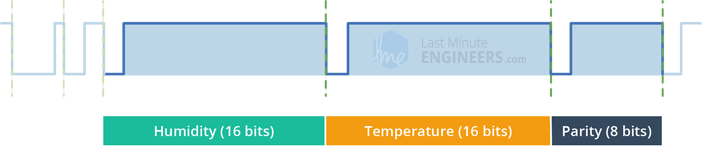 Last Minute
ENGINEERS.com
Humidity (16 bits)
Temperature (16 bits)
Parity (8 bits)